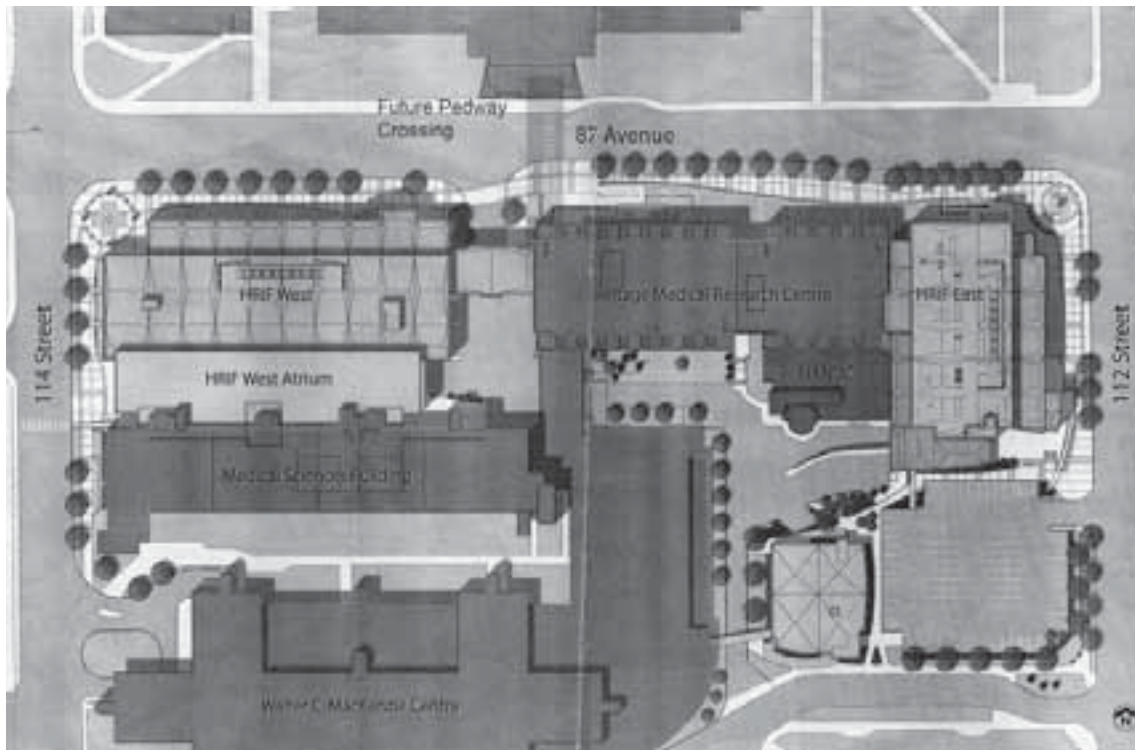 Future Pedway
Crossing
87 Avenue
HRIF West
Medical Research Centre
HRIF East
114 Street
112 Street
HRIF West Atrium
Medical Sciences Building
Walter C. MacKenzie Centre